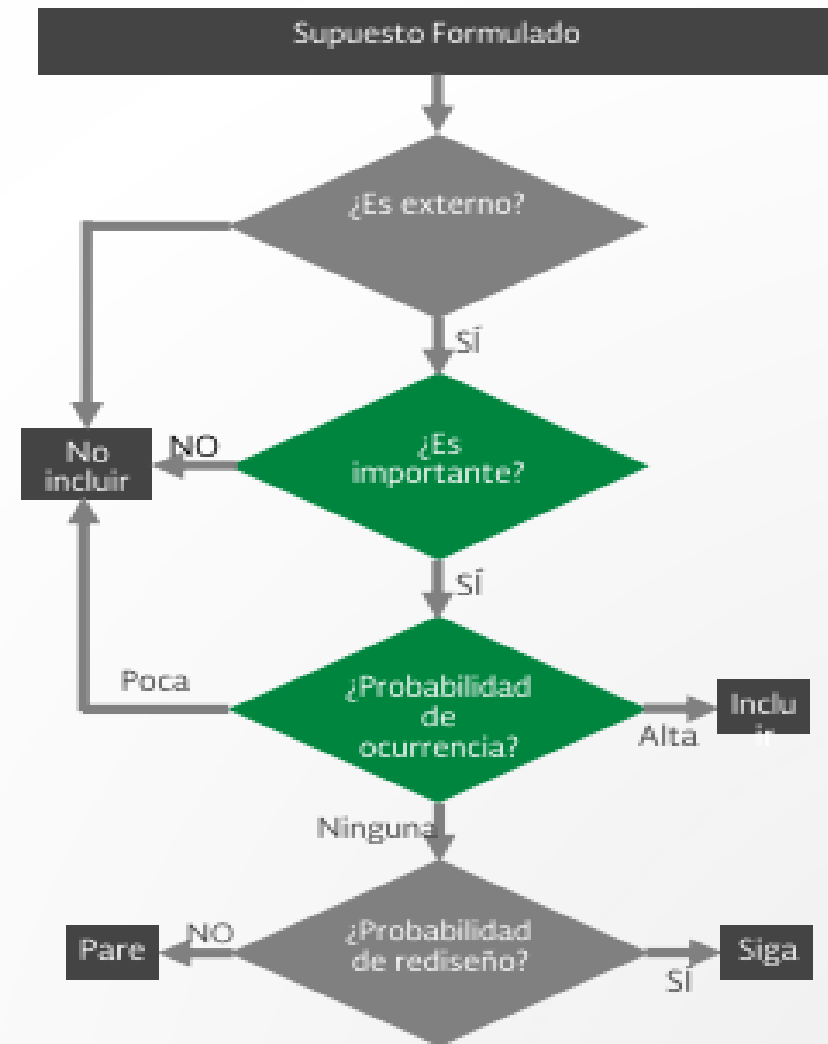 Supuesto Formulado
¿Es externo?
SÍ
No
incluir
NO
¿Es
importante?
SÍ
Poca
¿Probabilidad
de
ocurrencia?
Alta
Inclu
ir
Ninguna
Pare
NO
¿Probabilidad
de rediseño?
SÍ
Siga